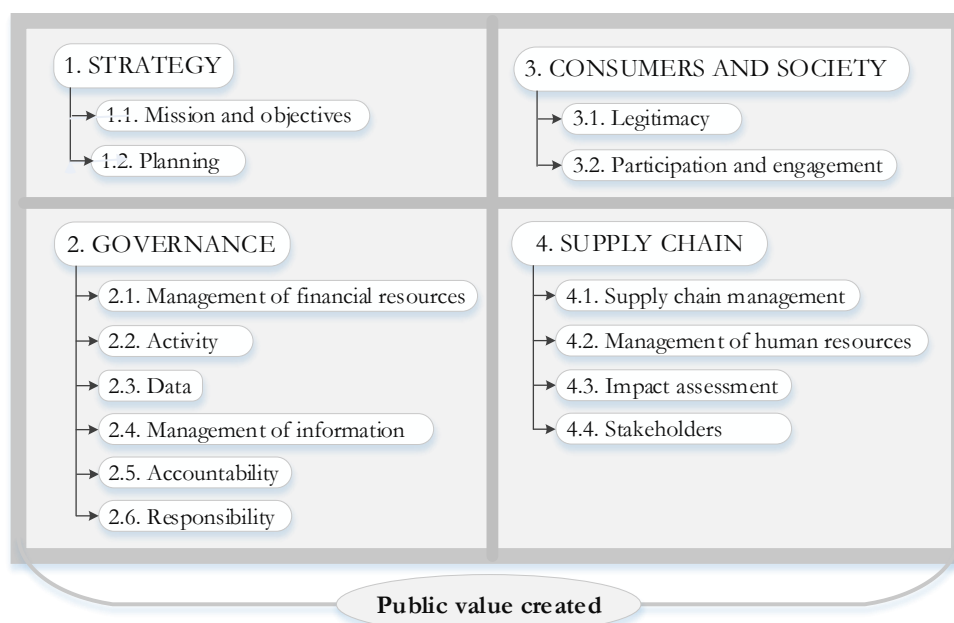 1. STRATEGY
1.1. Mission and objectives
1.2. Planning
3. CONSUMERS AND SOCIETY
3.1. Legitimacy
3.2. Participation and engagement
2. GOVERNANCE
2.1. Management of financial resources
2.2. Activity
2.3. Data
2.4. Management of information
2.5. Accountability
2.6. Responsibility
4. SUPPLY CHAIN
4.1. Supply chain management
4.2. Management of human resources
4.3. Impact assessment
4.4. Stakeholders
Public value created